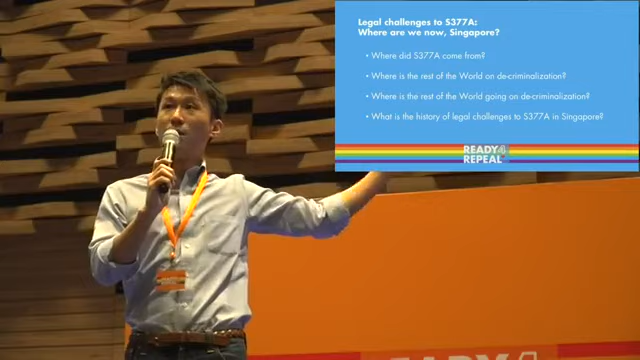 Legal challenges to S377A:
Where are we now, Singapore?
• Where did S377A come from?
• Where is the rest of the World on de-criminalization?
• Where is the rest of the World going on de-criminalization?
• What is the history of legal challenges to S377A in Singapore?
READY4
REPEAL
READY4